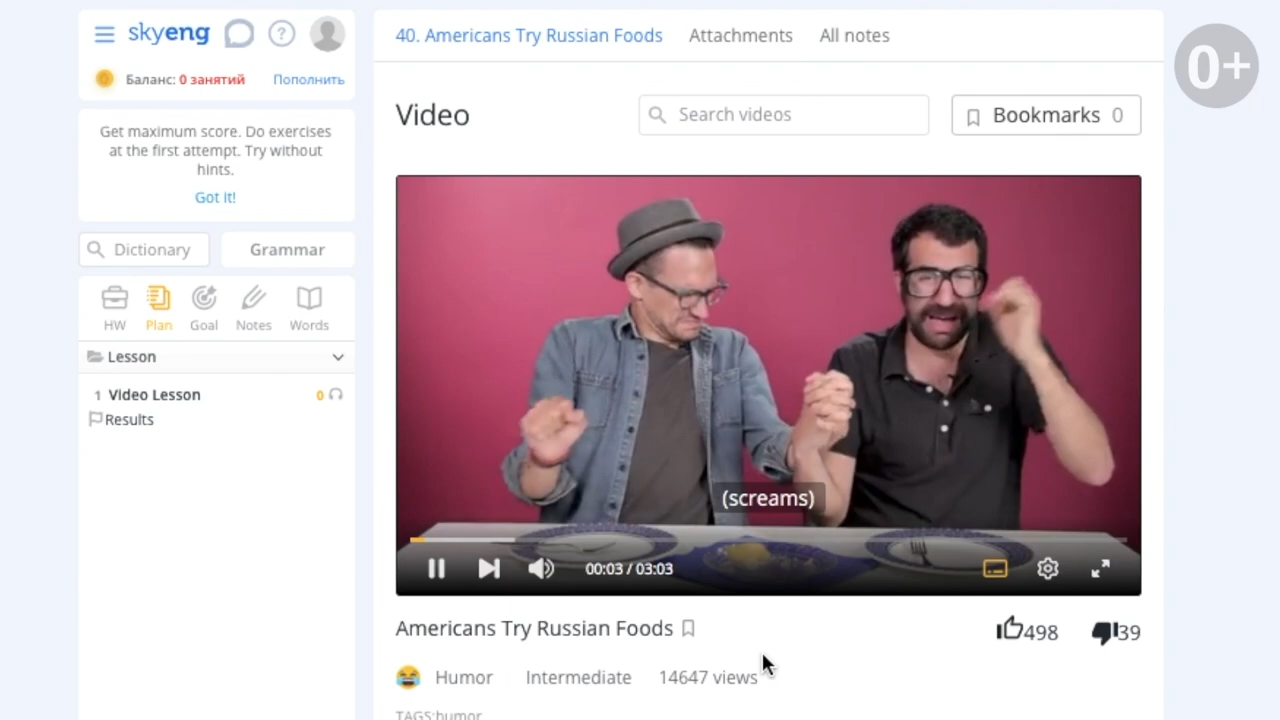 skyeng
?
Баланс: 0 занятий Пополнить
Get maximum score. Do exercises
at the first attempt. Try without
hints.
Got it!
Dictionary
Grammar
HW
Plan
Goal
Notes
Words
Lesson
1 Video Lesson 0
Results
40. Americans Try Russian Foods
Attachments
All notes
Video
Search videos
Bookmarks 0
(screams)
00:03 / 03:03
Americans Try Russian Foods
498
39
Humor
Intermediate
14647 views
TAGS:humor
0+